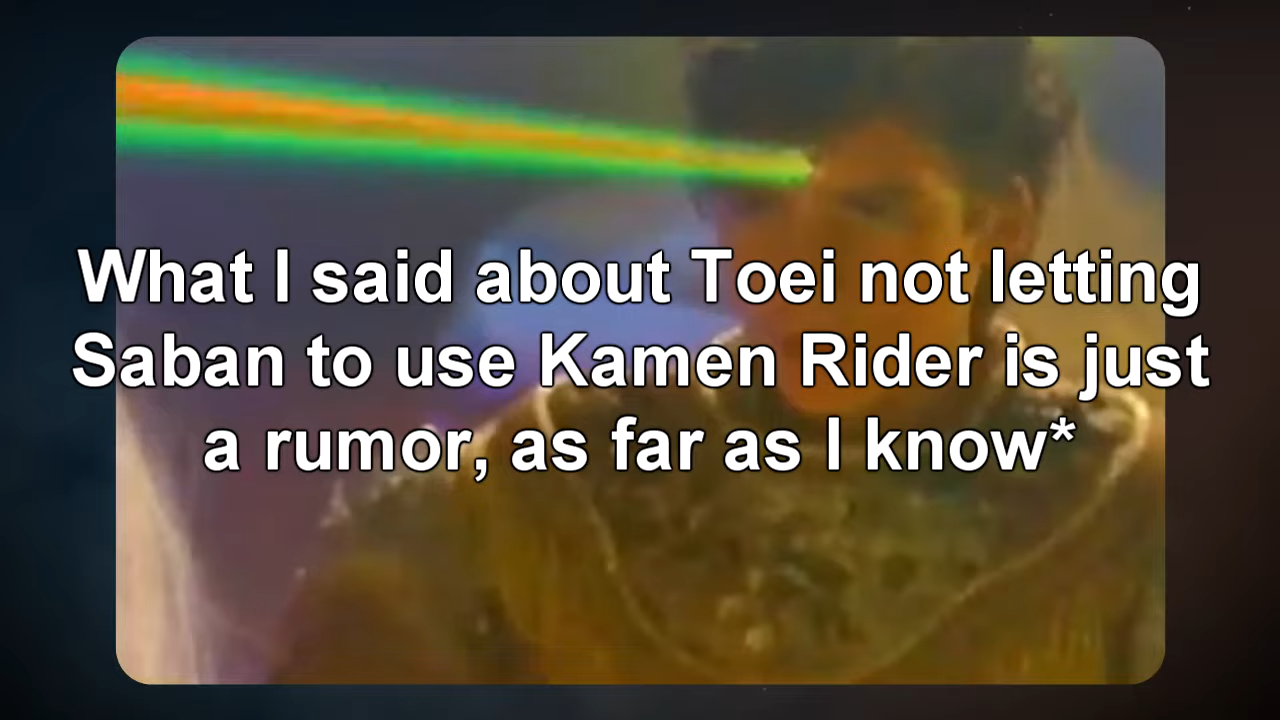 What I said about Toei not letting
Saban to use Kamen Rider is just
a rumor, as far as I know*